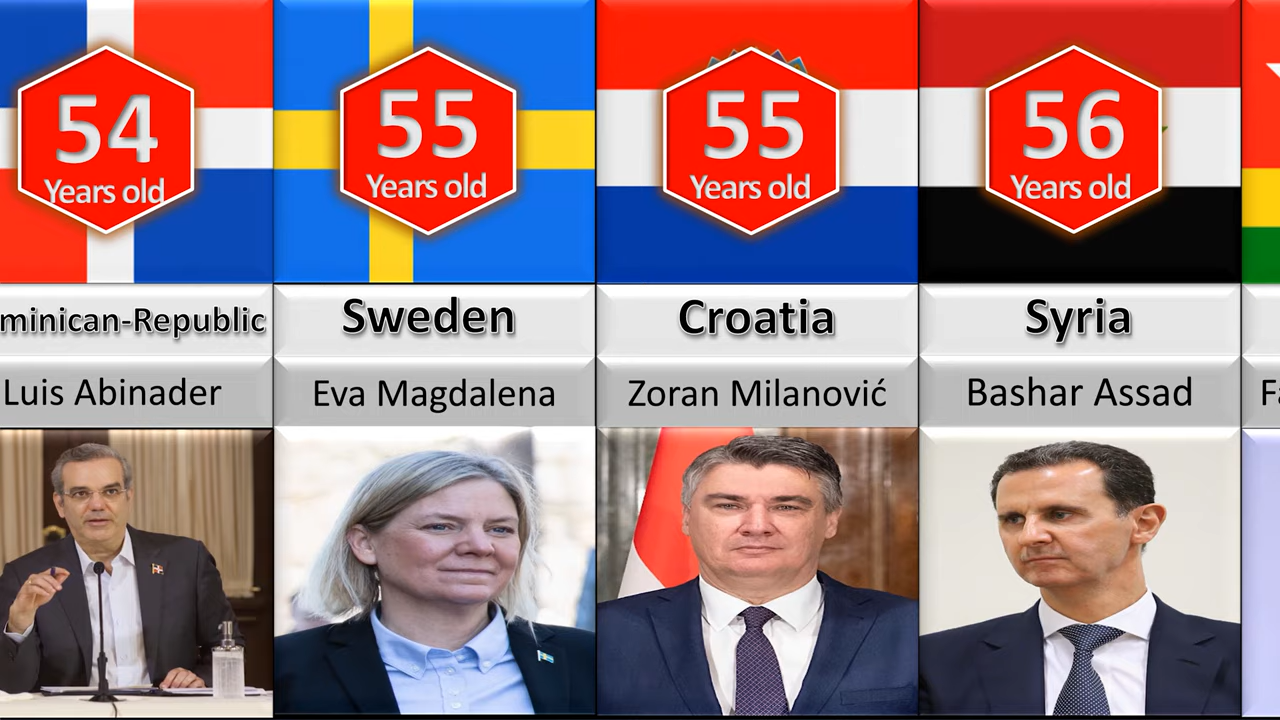 54
Years old
55
Years old
55
Years old
56
Years old
minican-Republic
Sweden
Croatia
Syria
Luis Abinader
Eva Magdalena
Zoran Milanović
Bashar Assad